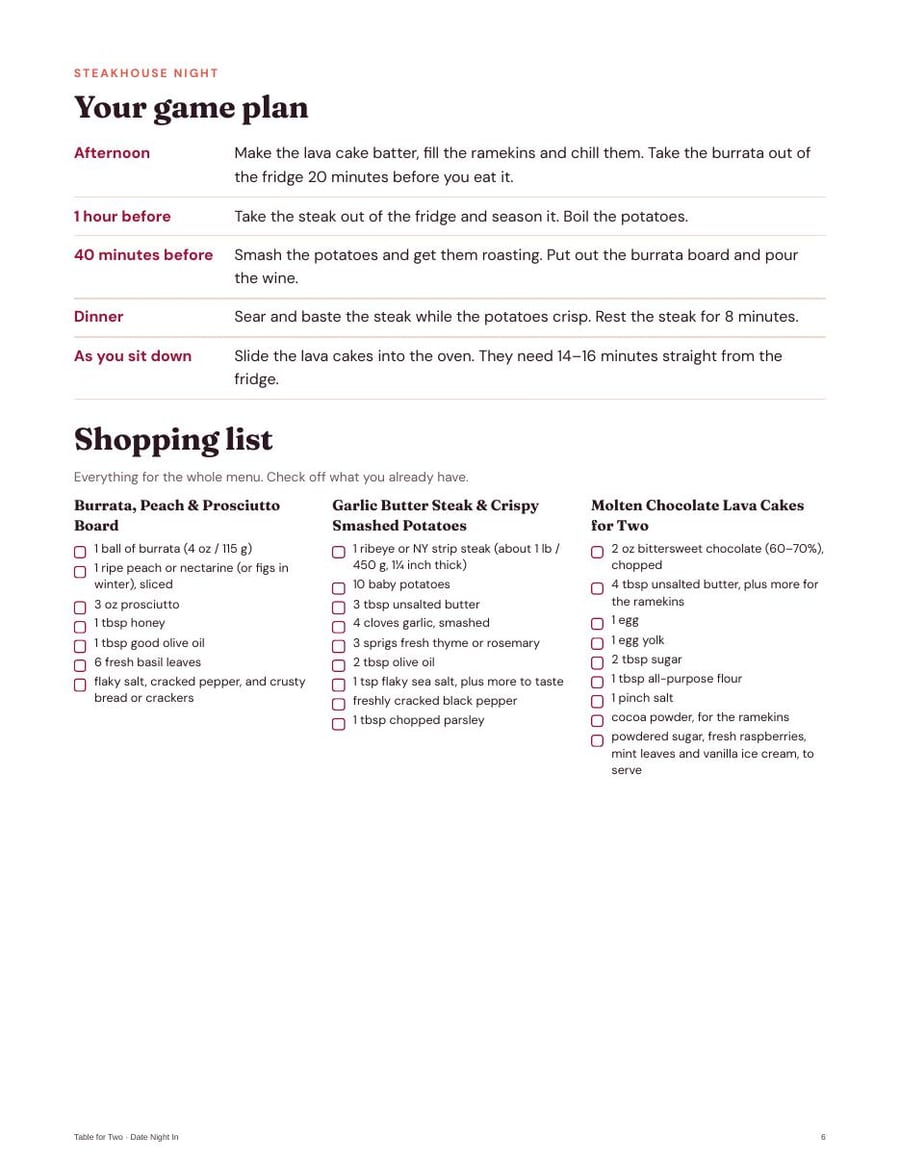 STEAKHOUSE NIGHT
Your game plan
Afternoon
Make the lava cake batter, fill the ramekins and chill them. Take the burrata out of
the fridge 20 minutes before you eat it.
1 hour before
Take the steak out of the fridge and season it. Boil the potatoes.
40 minutes before
Smash the potatoes and get them roasting. Put out the burrata board and pour
the wine.
Dinner
Sear and baste the steak while the potatoes crisp. Rest the steak for 8 minutes.
As you sit down
Slide the lava cakes into the oven. They need 14–16 minutes straight from the
fridge.
Shopping list
Everything for the whole menu. Check off what you already have.
Burrata, Peach & Prosciutto
Board
1 ball of burrata (4 oz / 115 g)
1 ripe peach or nectarine (or figs in
winter), sliced
3 oz prosciutto
1 tbsp honey
1 tbsp good olive oil
6 fresh basil leaves
flaky salt, cracked pepper, and crusty
bread or crackers
Garlic Butter Steak & Crispy
Smashed Potatoes
1 ribeye or NY strip steak (about 1 lb /
450 g, 1¼ inch thick)
10 baby potatoes
3 tbsp unsalted butter
4 cloves garlic, smashed
3 sprigs fresh thyme or rosemary
2 tbsp olive oil
1 tsp flaky sea salt, plus more to taste
freshly cracked black pepper
1 tbsp chopped parsley
Molten Chocolate Lava Cakes
for Two
2 oz bittersweet chocolate (60–70%),
chopped
4 tbsp unsalted butter, plus more for
the ramekins
1 egg
1 egg yolk
2 tbsp sugar
1 tbsp all-purpose flour
1 pinch salt
cocoa powder, for the ramekins
powdered sugar, fresh raspberries,
mint leaves and vanilla ice cream, to
serve
Table for Two · Date Night In
6